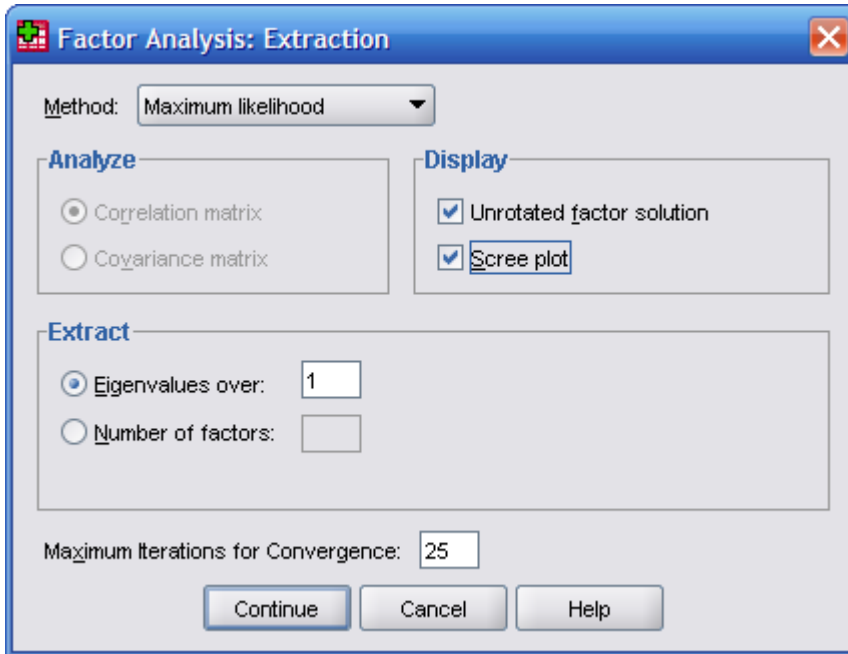 Factor Analysis: Extraction
Method: Maximum likelihood
Analyze
Correlation matrix
Covariance matrix
Display
Unrotated factor solution
Scree plot
Extract
Eigenvalues over: 1
Number of factors:
Maximum Iterations for Convergence: 25
Continue Cancel Help